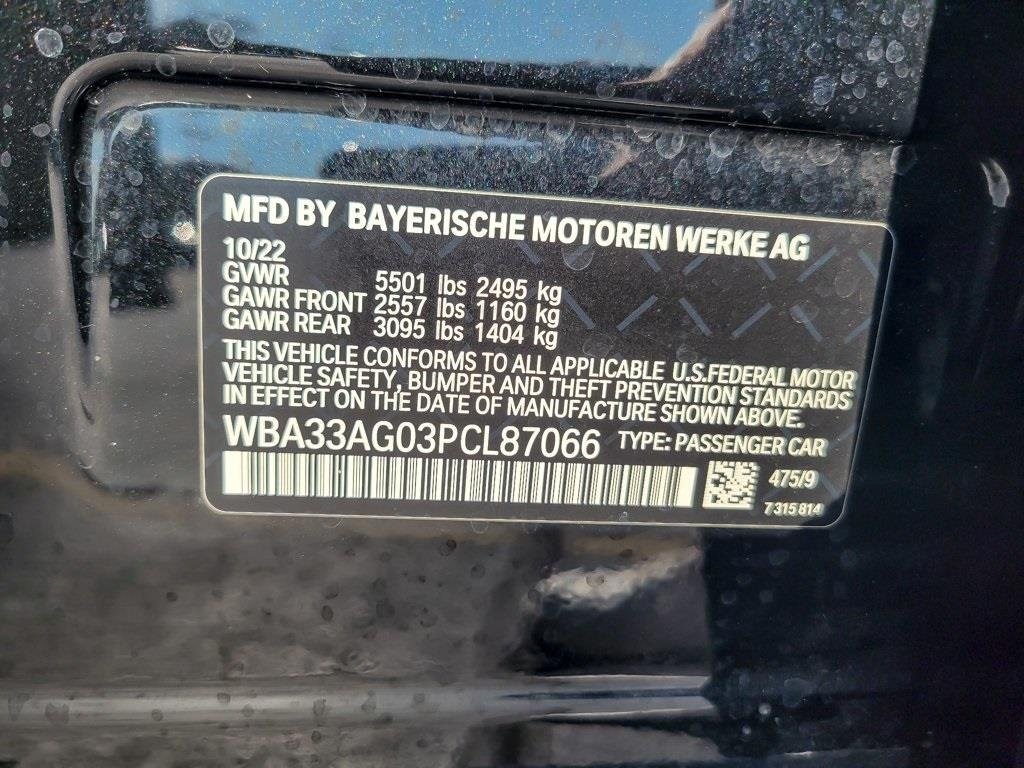 MFD BY BAYERISCHE MOTOREN WERKE AG
10/22
GVWR 5501 lbs 2495 kg
GAWR FRONT 2557 lbs 1160 kg
GAWR REAR 3095 lbs 1404 kg
THIS VEHICLE CONFORMS TO ALL APPLICABLE U.S.FEDERAL MOTOR
VEHICLE SAFETY, BUMPER AND THEFT PREVENTION STANDARDS
IN EFFECT ON THE DATE OF MANUFACTURE SHOWN ABOVE.
WBA33AG03PCL87066 TYPE: PASSENGER CAR
475/9
7 315 814